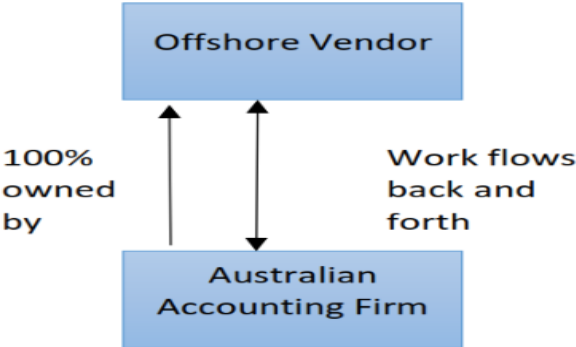 Offshore Vendor
100%
owned
by
Work flows
back and
forth
Australian
Accounting Firm